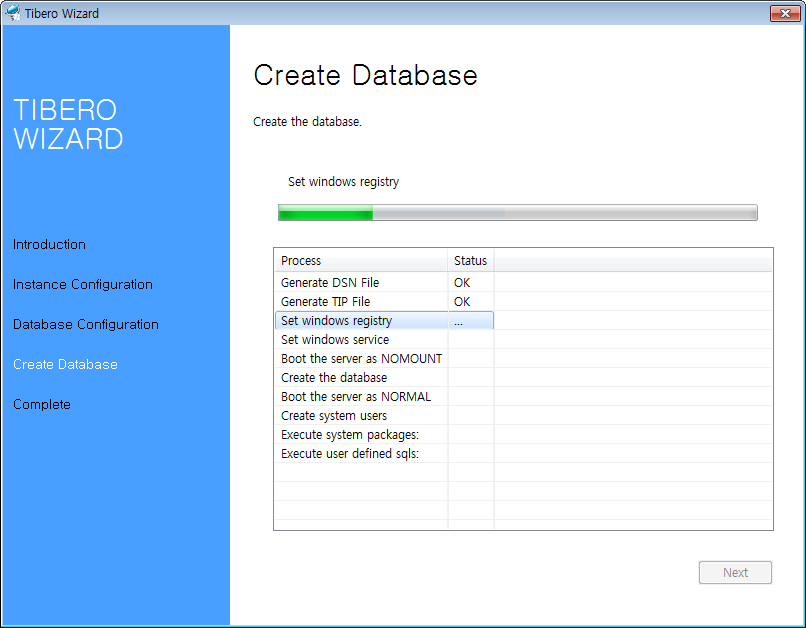 Tibero Wizard
TIBERO
WIZARD
Introduction
Instance Configuration
Database Configuration
Create Database
Complete
Create Database
Create the database.
Set windows registry
Process Status
Generate DSN File OK
Generate TIP File OK
Set windows registry ...
Set windows service
Boot the server as NOMOUNT
Create the database
Boot the server as NORMAL
Create system users
Execute system packages:
Execute user defined sqls:
Next